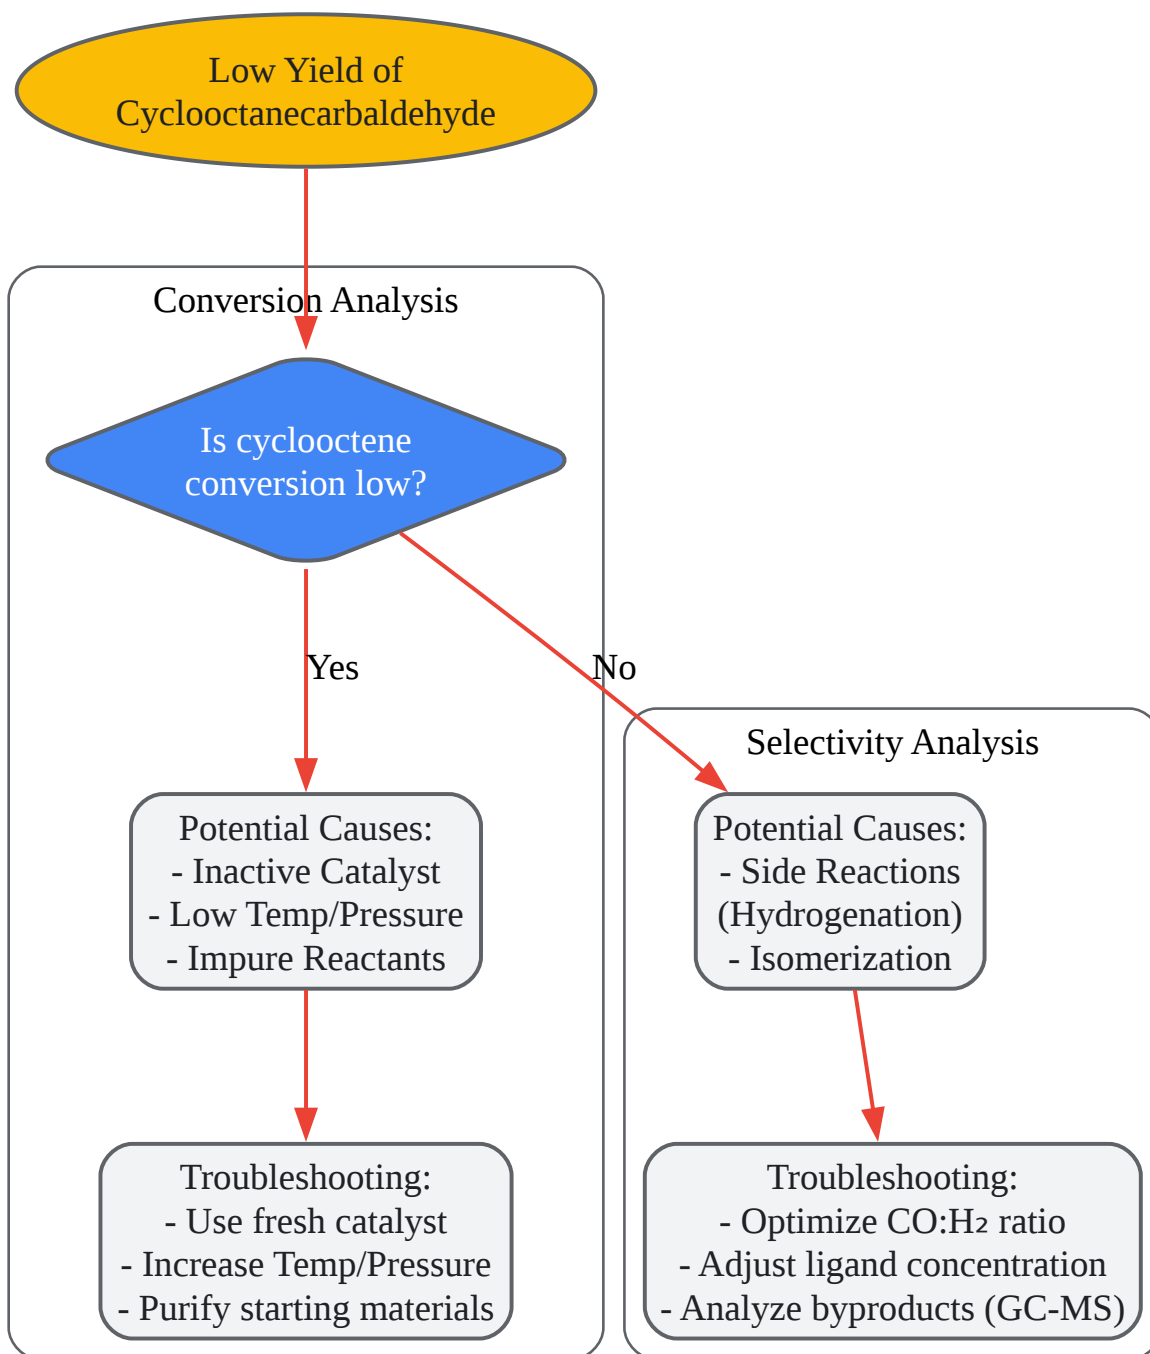 Low Yield of
Cyclooctanecarbaldehyde
Conversion Analysis
Is cyclooctene
conversion low?
Yes
No
Selectivity Analysis
Potential Causes:
- Inactive Catalyst
- Low Temp/Pressure
- Impure Reactants
Potential Causes:
- Side Reactions
(Hydrogenation)
- Isomerization
Troubleshooting:
- Use fresh catalyst
- Increase Temp/Pressure
- Purify starting materials
Troubleshooting:
- Optimize CO:H₂ ratio
- Adjust ligand concentration
- Analyze byproducts (GC-MS)